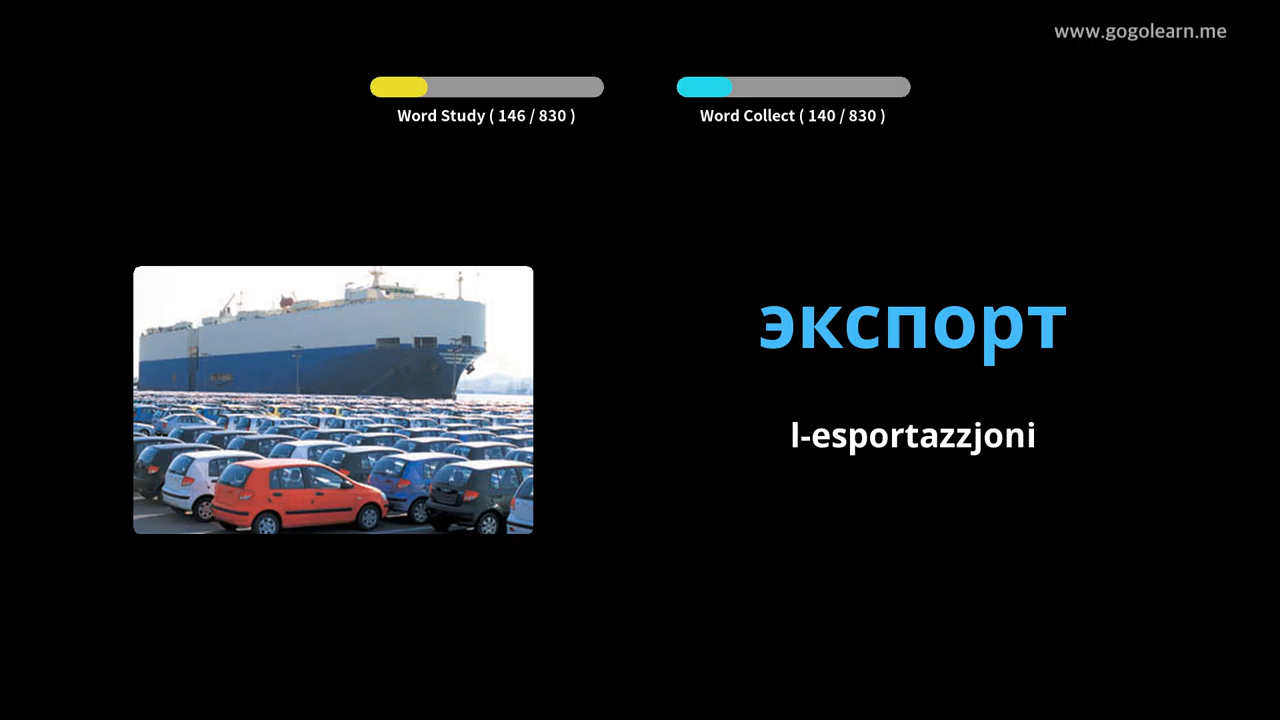 www.gogolearn.me
Word Study ( 146 / 830 )
Word Collect ( 140 / 830 )
экспорт
l-esportazzjoni